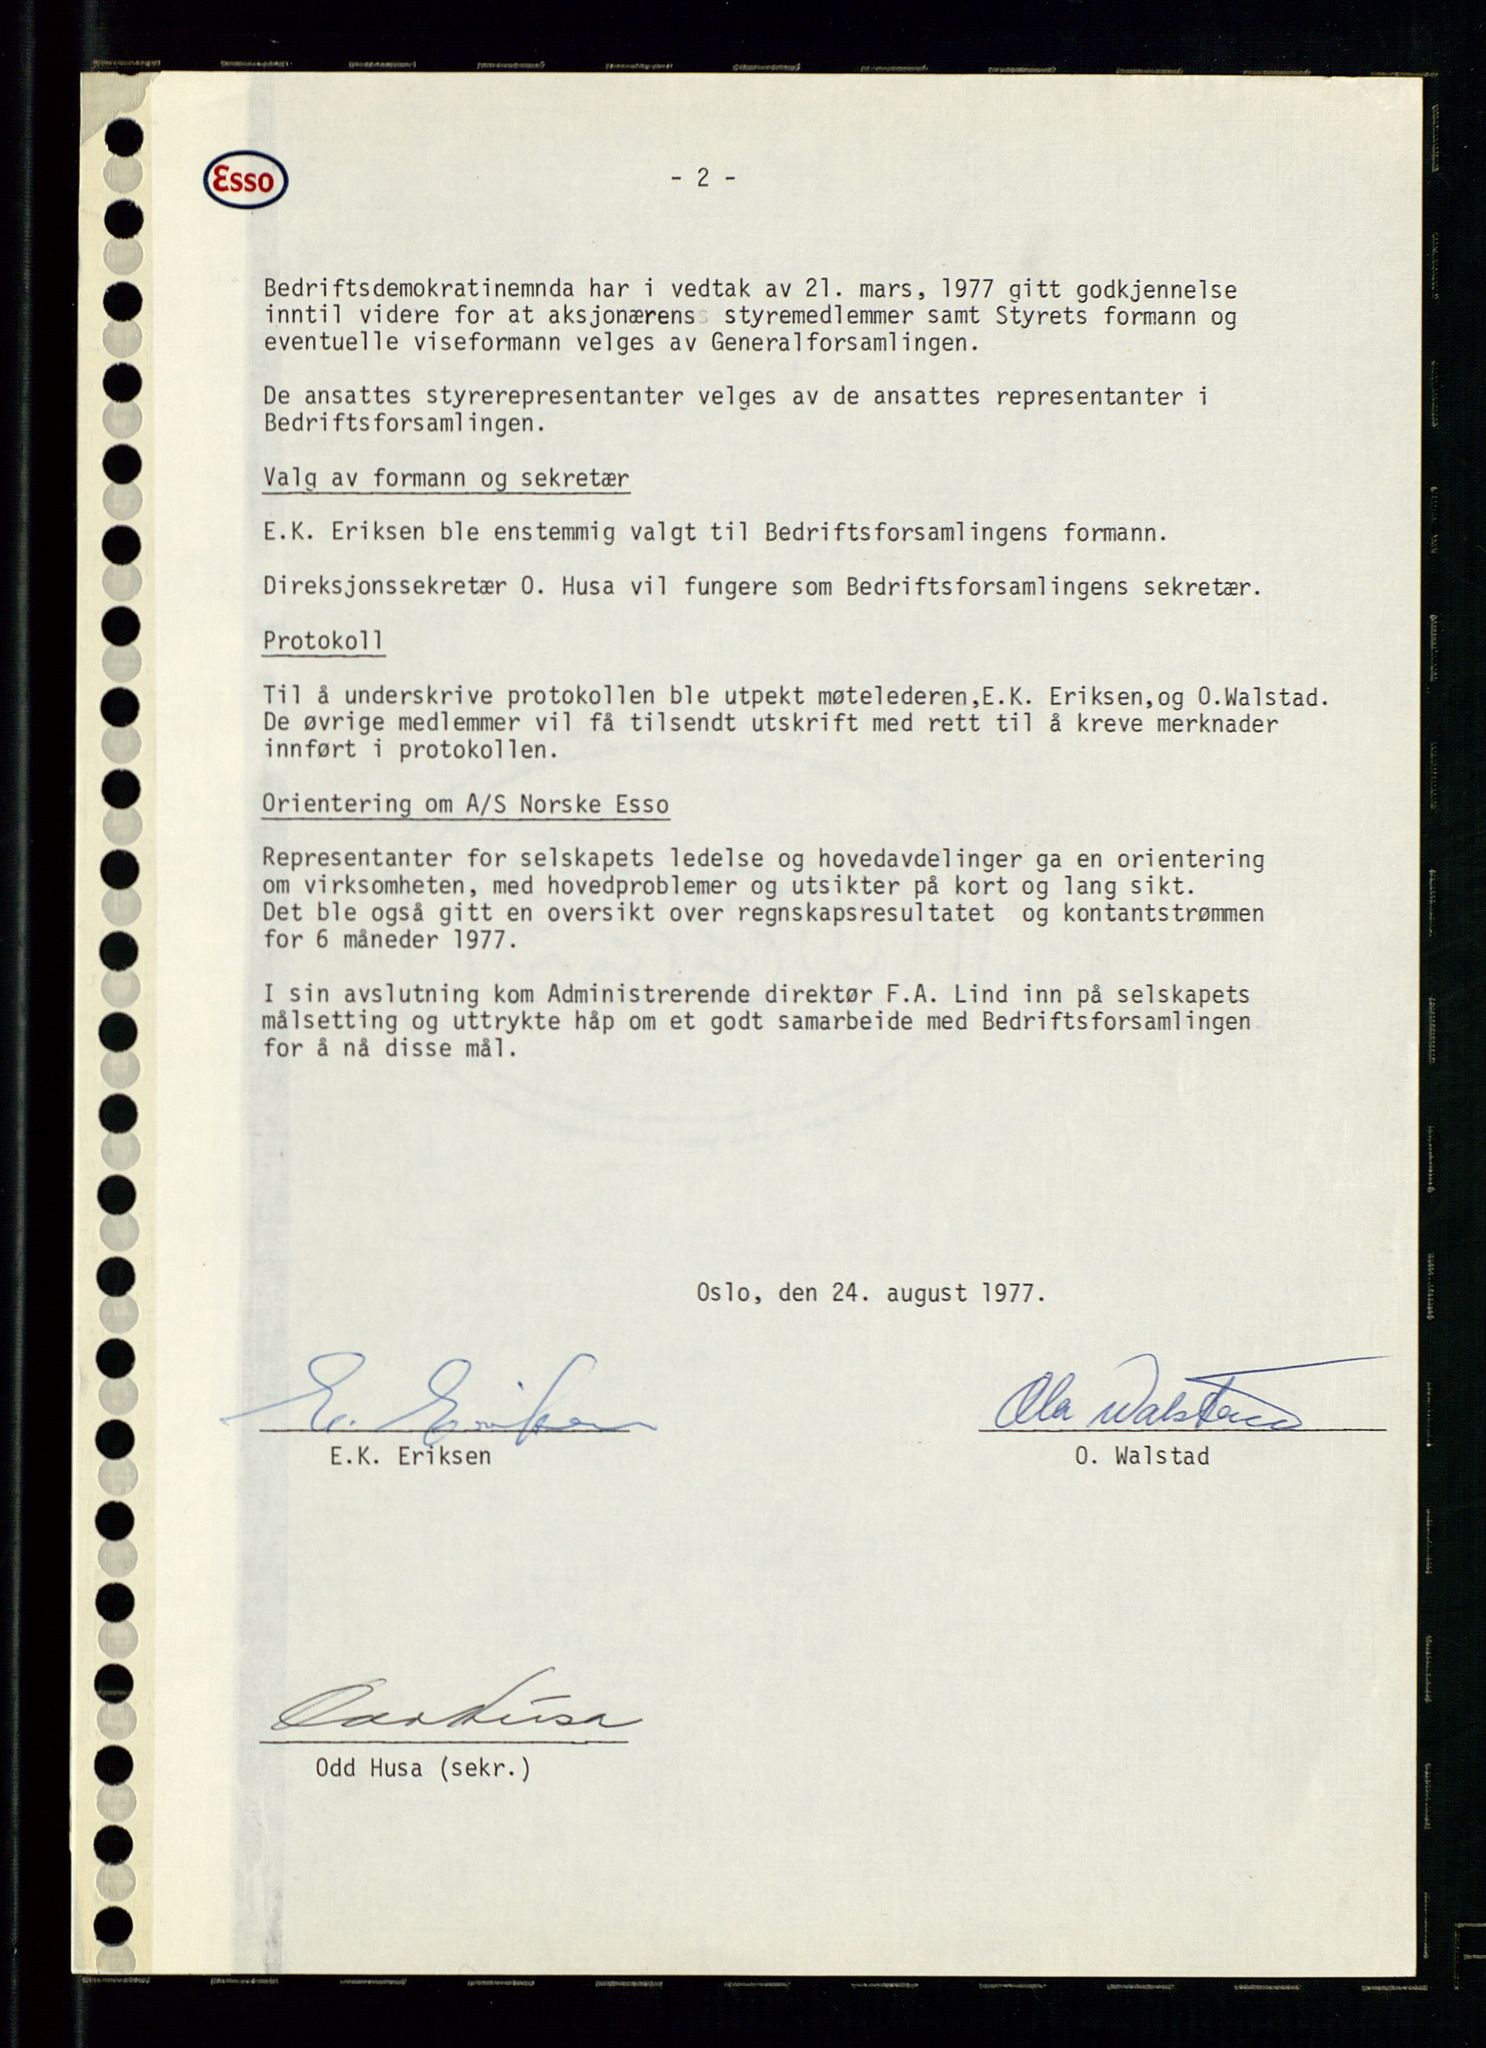 Esso
- 2 -
Bedriftsdemokratinemnda har i vedtak av 21. mars, 1977 gitt godkjennelse
inntil videre for at aksjonærens styremedlemmer samt Styrets formann og
eventuelle viseformann velges av Generalforsamlingen.
De ansattes styrerepresentanter velges av de ansattes representanter i
Bedriftsforsamlingen.
Valg av formann og sekretær
E.K. Eriksen ble enstemmig valgt til Bedriftsforsamlingens formann.
Direksjonssekretær O. Husa vil fungere som Bedriftsforsamlingens sekretær.
Protokoll
Til å underskrive protokollen ble utpekt møtelederen,E.K. Eriksen,og O.Walstad.
De øvrige medlemmer vil få tilsendt utskrift med rett til å kreve merknader
innført i protokollen.
Orientering om A/S Norske Esso
Representanter for selskapets ledelse og hovedavdelinger ga en orientering
om virksomheten, med hovedproblemer og utsikter på kort og lang sikt.
Det ble også gitt en oversikt over regnskapsresultatet og kontantstrømmen
for 6 måneder 1977.
I sin avslutning kom Administrerende direktør F.A. Lind inn på selskapets
målsetting og uttrykte håp om et godt samarbeide med Bedriftsforsamlingen
for å nå disse mål.
Oslo, den 24. august 1977.
E. Eriksen
Ola Walstad
E.K. Eriksen
O. Walstad
Odd Husa
Odd Husa (sekr.)